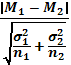 |M₁ − M₂|
√(σ₁²/n₁ + σ₂²/n₂)